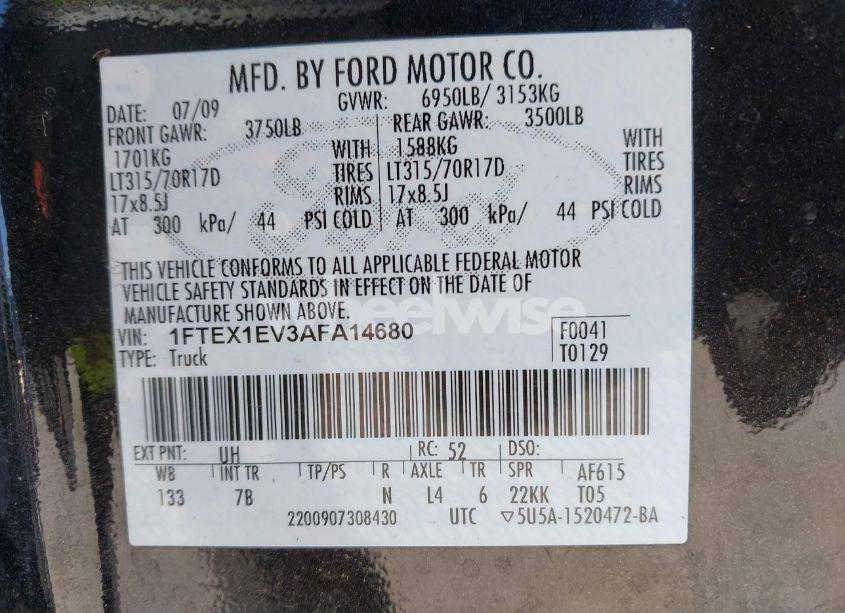 MFD. BY FORD MOTOR CO.
DATE: 07/09 GVWR: 6950LB/ 3153KG
FRONT GAWR: 3750LB REAR GAWR: 3500LB
1701KG WITH 1588KG WITH
LT315/70R17D TIRES LT315/70R17D TIRES
17x8.5J RIMS 17x8.5J RIMS
AT 300 kPa/ 44 PSI COLD AT 300 kPa/ 44 PSI COLD
THIS VEHICLE CONFORMS TO ALL APPLICABLE FEDERAL MOTOR
VEHICLE SAFETY STANDARDS IN EFFECT ON THE DATE OF
MANUFACTURE SHOWN ABOVE.
VIN: 1FTEX1EV3AFA14680 F0041
TYPE: Truck T0129
EXT PNT: UH RC: 52 DSO:
WB INT TR TP/PS R AXLE TR SPR AF615
133 7B N L4 6 22KK T05
2200907308430 UTC ▽5U5A-1520472-BA